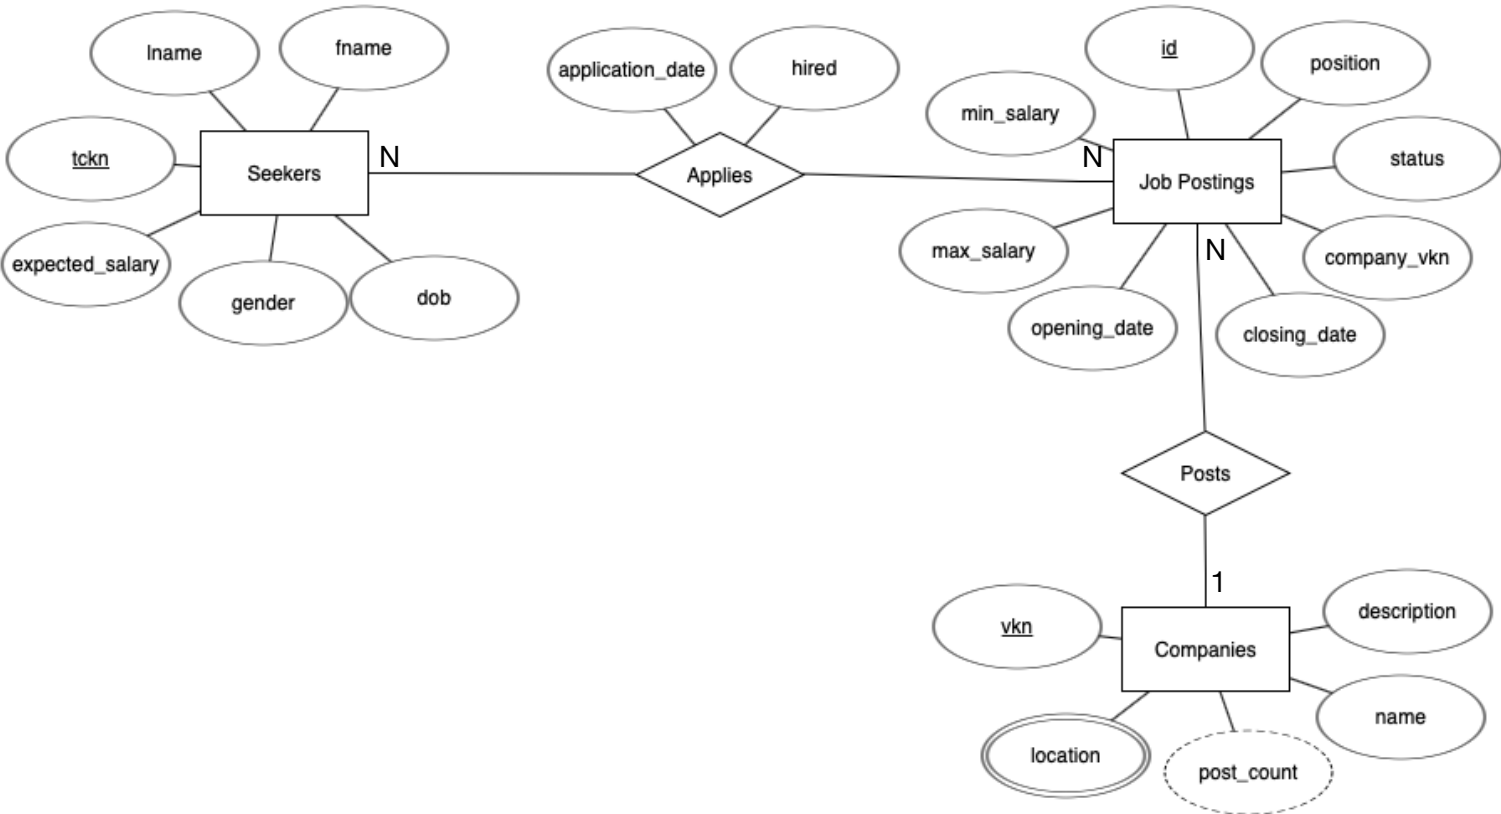 lname
fname
tckn
Seekers
expected_salary
gender
dob
N
application_date
hired
Applies
N
id
position
min_salary
status
Job Postings
max_salary
company_vkn
opening_date
closing_date
N
Posts
1
vkn
description
Companies
name
location
post_count